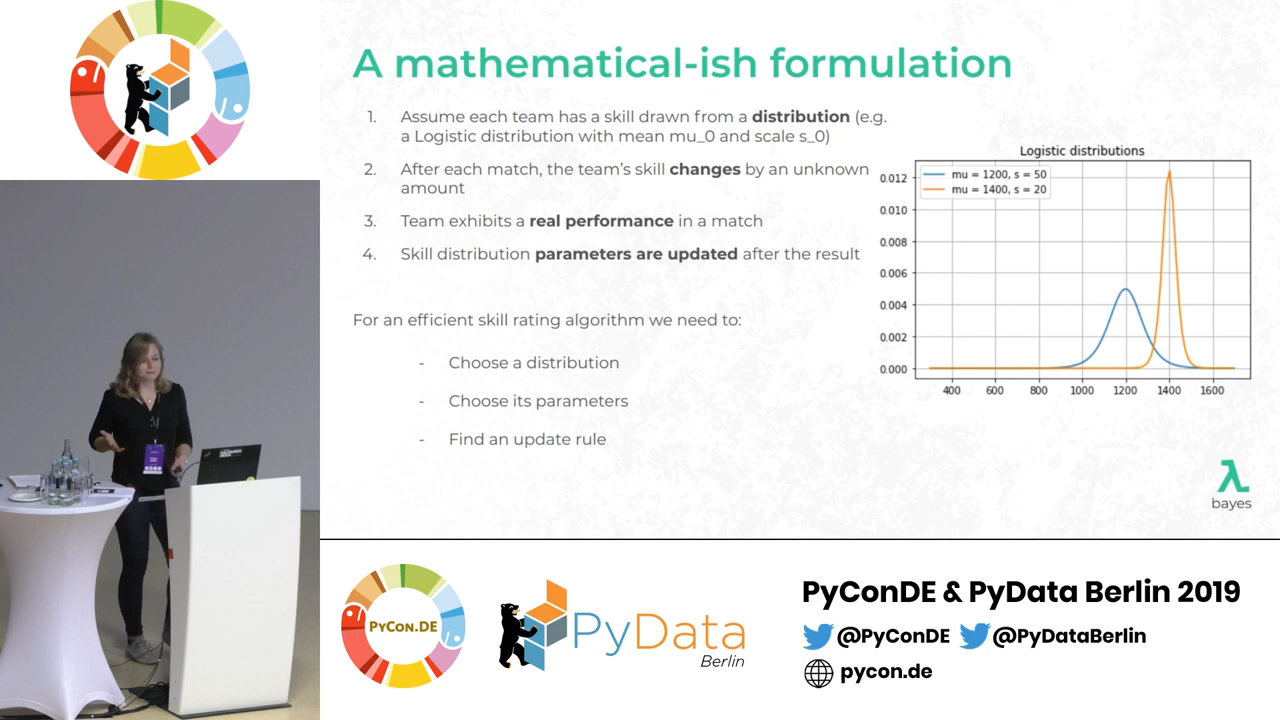 A mathematical-ish formulation
1. Assume each team has a skill drawn from a distribution (e.g.
a Logistic distribution with mean mu_0 and scale s_0)
2. After each match, the team's skill changes by an unknown
amount
3. Team exhibits a real performance in a match
4. Skill distribution parameters are updated after the result
For an efficient skill rating algorithm we need to:
- Choose a distribution
- Choose its parameters
- Find an update rule
Logistic distributions
mu = 1200, s = 50
mu = 1400, s = 20
0.012
0.010
0.008
0.006
0.004
0.002
0.000
400 600 800 1000 1200 1400 1600
bayes
PYCON.DE
PyData
Berlin
PyConDE & PyData Berlin 2019
@PyConDE @PyDataBerlin
pycon.de